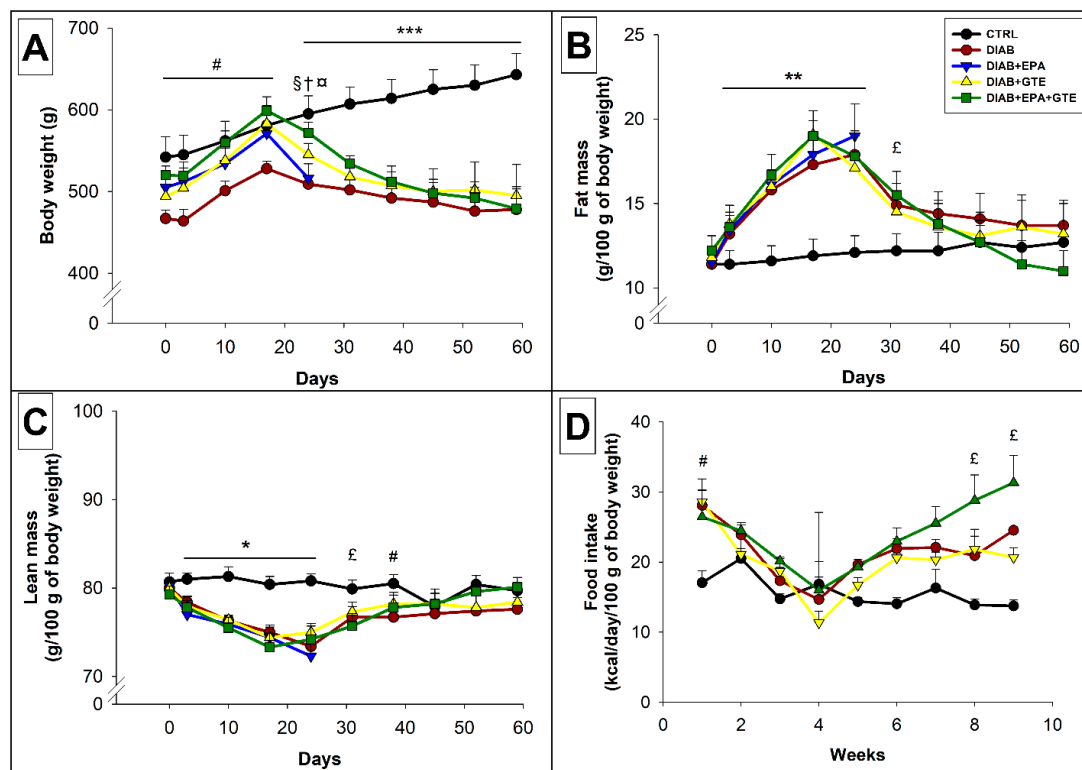 A
Body weight (g)
700
600
500
400
0
#
§†¤
***
0 10 20 30 40 50 60
Days
B
Fat mass
(g/100 g of body weight)
25
20
15
10
0
**
£
0 10 20 30 40 50 60
Days
CTRL
DIAB
DIAB+EPA
DIAB+GTE
DIAB+EPA+GTE
C
Lean mass
(g/100 g of body weight)
100
90
80
70
0
*
£
#
0 10 20 30 40 50 60
Days
D
Food intake
(kcal/day/100 g of body weight)
40
30
20
10
0
#
£
£
0 2 4 6 8 10
Weeks